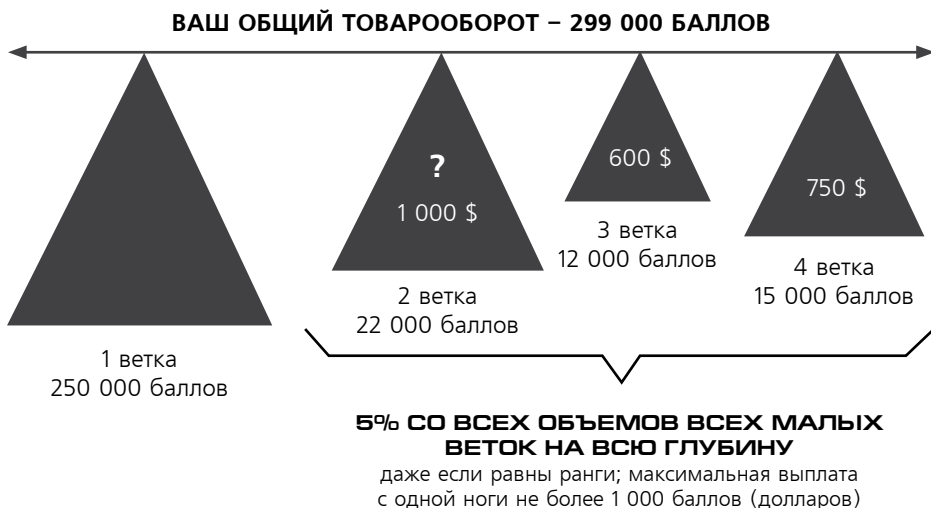 ВАШ ОБЩИЙ ТОВАРООБОРОТ – 299 000 БАЛЛОВ
1 ветка
250 000 баллов
?
1 000 $
2 ветка
22 000 баллов
600 $
3 ветка
12 000 баллов
750 $
4 ветка
15 000 баллов
5% СО ВСЕХ ОБЪЕМОВ ВСЕХ МАЛЫХ
ВЕТОК НА ВСЮ ГЛУБИНУ
даже если равны ранги; максимальная выплата
с одной ноги не более 1 000 баллов (долларов)